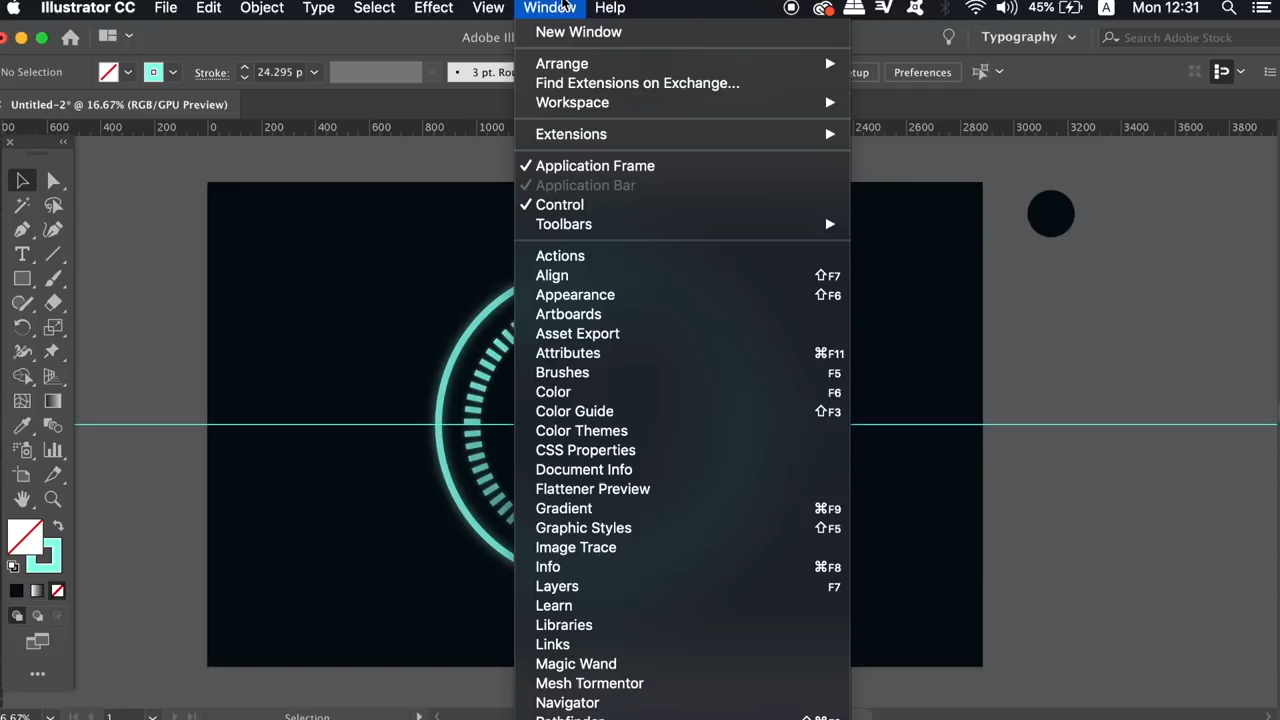 Illustrator CC File Edit Object Type Select Effect View Window Help 45% A Mon 12:31
Adobe Ill Typography Search Adobe Stock
No Selection Stroke: 24.295 p 3 pt. Rou Preferences
Untitled-2* @ 16.67% (RGB/GPU Preview)
600 400 200 0 200 400 600 800 1000 2400 2600 2800 3000 3200 3400 3600 3800
New Window
Arrange
Find Extensions on Exchange...
Workspace
Extensions
✓ Application Frame
✓ Application Bar
✓ Control
Toolbars
Actions
Align ⇧F7
Appearance ⇧F6
Artboards
Asset Export
Attributes ⌘F11
Brushes F5
Color F6
Color Guide ⇧F3
Color Themes
CSS Properties
Document Info
Flattener Preview
Gradient ⌘F9
Graphic Styles ⇧F5
Image Trace
Info ⌘F8
Layers F7
Learn
Libraries
Links
Magic Wand
Mesh Tormentor
Navigator
6.67% 1 Selection